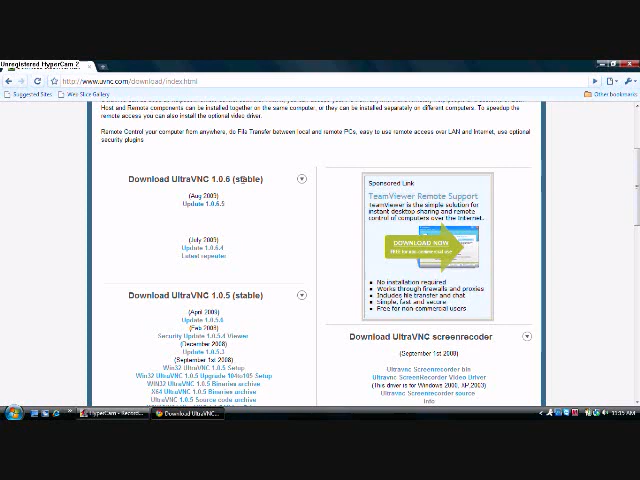 Unregistered HyperCam 2
http://www.uvnc.com/download/index.html
Suggested Sites
Web Slice Gallery
Other bookmarks
Host and Remote components can be installed together on the same computer, or they can be installed separately on different computers. To speedup the
remote access you can also install the optional video driver.
Remote Control your computer from anywhere, do File Transfer between local and remote PCs, easy to use remote access over LAN and Internet, use optional
security plugins
Download UltraVNC 1.0.6 (stable)
(Aug 2009)
Update 1.0.6.5
(July 2009)
Update 1.0.6.4
Latest repeater
Download UltraVNC 1.0.5 (stable)
(April 2009)
Update 1.0.5.6
(Feb 2009)
Security Update 1.0.5.4 Viewer
(December 2008)
Update 1.0.5.3
(September 1st 2008)
Win32 UltraVNC 1.0.5 Setup
Win32 UltraVNC 1.0.5 Upgrade 104to105 Setup
WIN32 UltraVNC 1.0.5 Binaries archive
X64 UltraVNC 1.0.5 Binaries archive
UltraVNC 1.0.5 Source code archive
Sponsored Link
TeamViewer Remote Support
TeamViewer is the simple solution for
instant desktop sharing and remote
control of computers over the Internet.
DOWNLOAD NOW
No installation required
Works through firewalls and proxies
Includes file transfer and chat
Simple, fast and secure
Free for non-commercial users
Download UltraVNC screenrecoder
(September 1st 2008)
Ultravnc Screenrecorder bin
Ultravnc ScreenRecorder Video Driver
(This driver is for Windows 2000, XP,2003)
Ultravnc ScreenRecorder source
info
HyperCam - Record...
Download UltraVNC...
11:15 AM